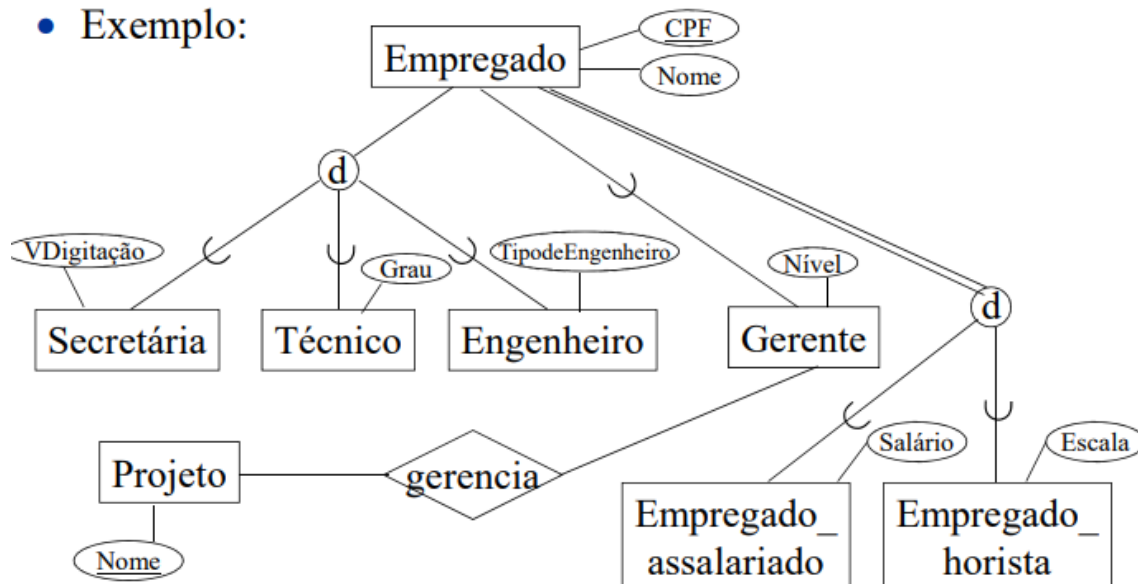 • Exemplo:
CPF
Empregado
Nome
d
VDigitação
TipodeEngenheiro
Grau
Nível
d
Secretária
Técnico
Engenheiro
Gerente
Salário
Escala
Projeto
gerencia
Empregado_
assalariado
Empregado_
horista
Nome